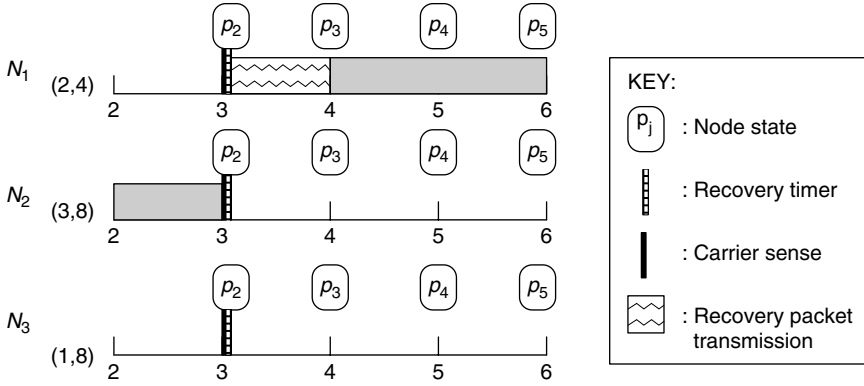 p2 p3 p4 p5
N1 (2,4)
2 3 4 5 6
p2 p3 p4 p5
N2 (3,8)
2 3 4 5 6
p2 p3 p4 p5
N3 (1,8)
2 3 4 5 6
KEY:
pj : Node state
: Recovery timer
: Carrier sense
: Recovery packet
transmission